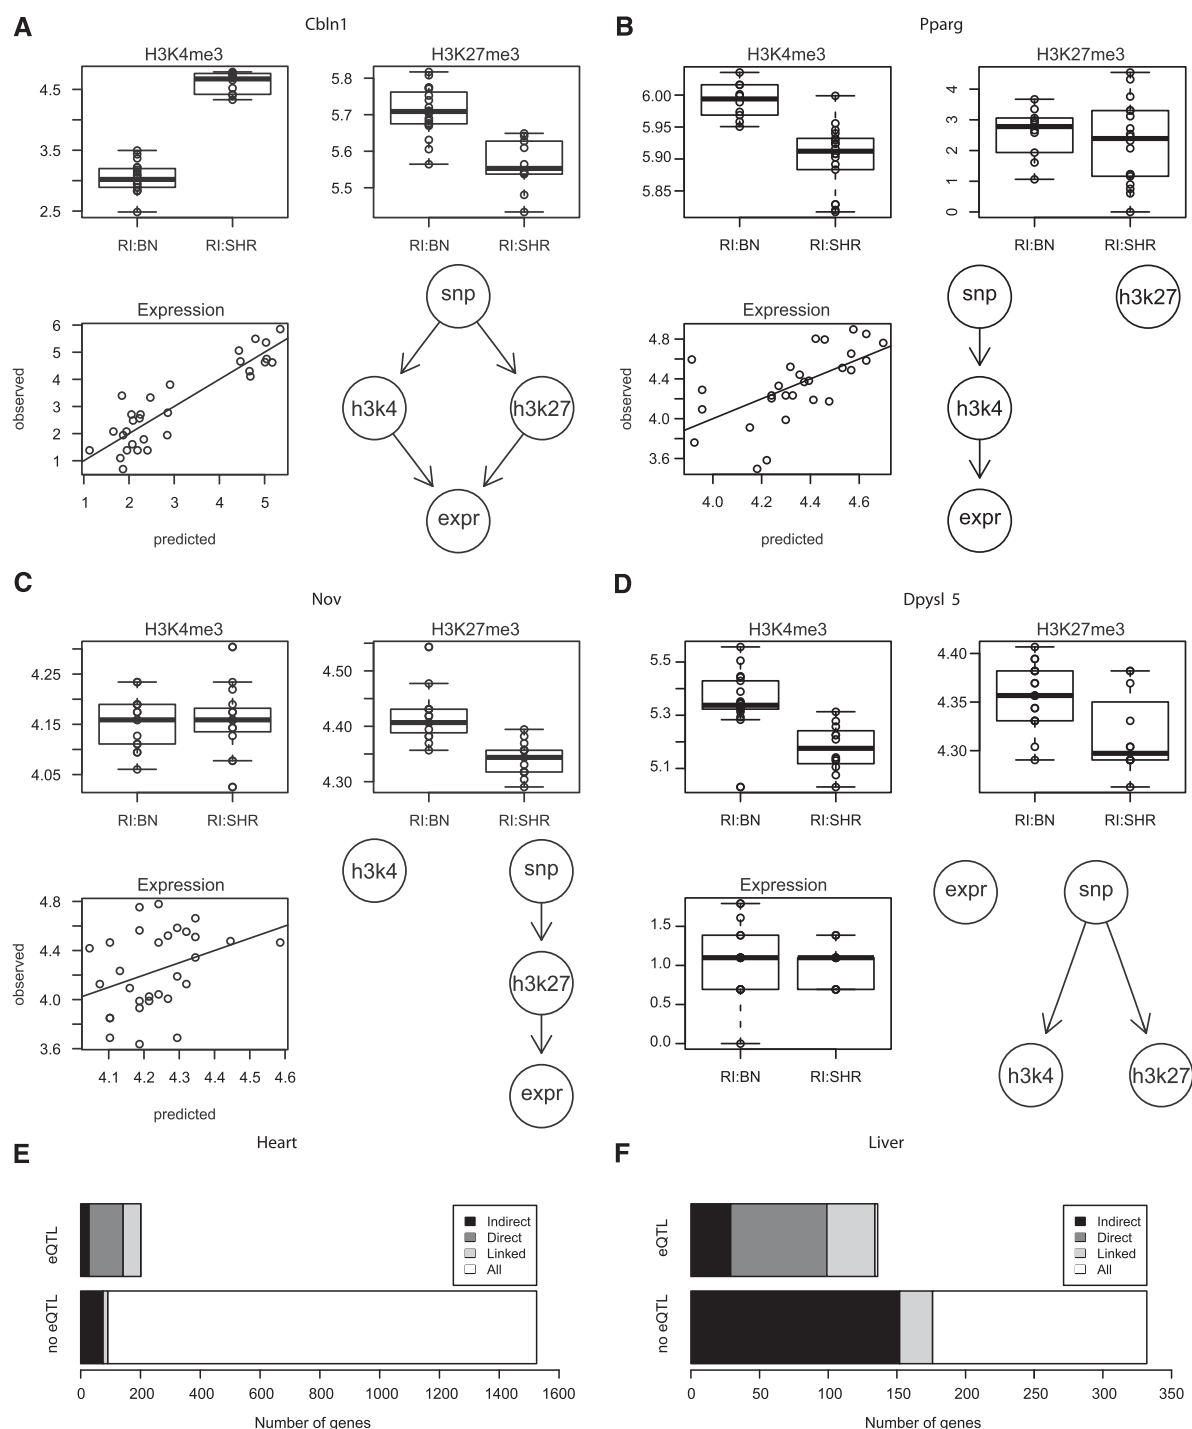 A
Cbln1
H3K4me3
H3K27me3
4.5
3.5
2.5
RI:BN
RI:SHR
5.8
5.7
5.6
5.5
RI:BN
RI:SHR
Expression
observed
6
5
4
3
2
1
1
2
3
4
5
predicted
snp
h3k4
h3k27
expr
B
Pparg
H3K4me3
H3K27me3
6.00
5.95
5.90
5.85
RI:BN
RI:SHR
4
3
2
1
0
RI:BN
RI:SHR
Expression
observed
4.8
4.4
4.0
3.6
4.0
4.2
4.4
4.6
predicted
snp
h3k27
h3k4
expr
C
Nov
H3K4me3
H3K27me3
4.25
4.15
4.05
RI:BN
RI:SHR
4.50
4.40
4.30
RI:BN
RI:SHR
Expression
observed
4.8
4.4
4.0
3.6
4.1
4.2
4.3
4.4
4.5
4.6
predicted
h3k4
snp
h3k27
expr
D
Dpysl 5
H3K4me3
H3K27me3
5.5
5.3
5.1
RI:BN
RI:SHR
4.40
4.35
4.30
RI:BN
RI:SHR
Expression
1.5
1.0
0.5
0.0
RI:BN
RI:SHR
expr
snp
h3k4
h3k27
E
Heart
eQTL
no eQTL
Indirect
Direct
Linked
All
0
200
400
600
800
1000
1200
1400
1600
Number of genes
F
Liver
eQTL
no eQTL
Indirect
Direct
Linked
All
0
50
100
150
200
250
300
350
Number of genes